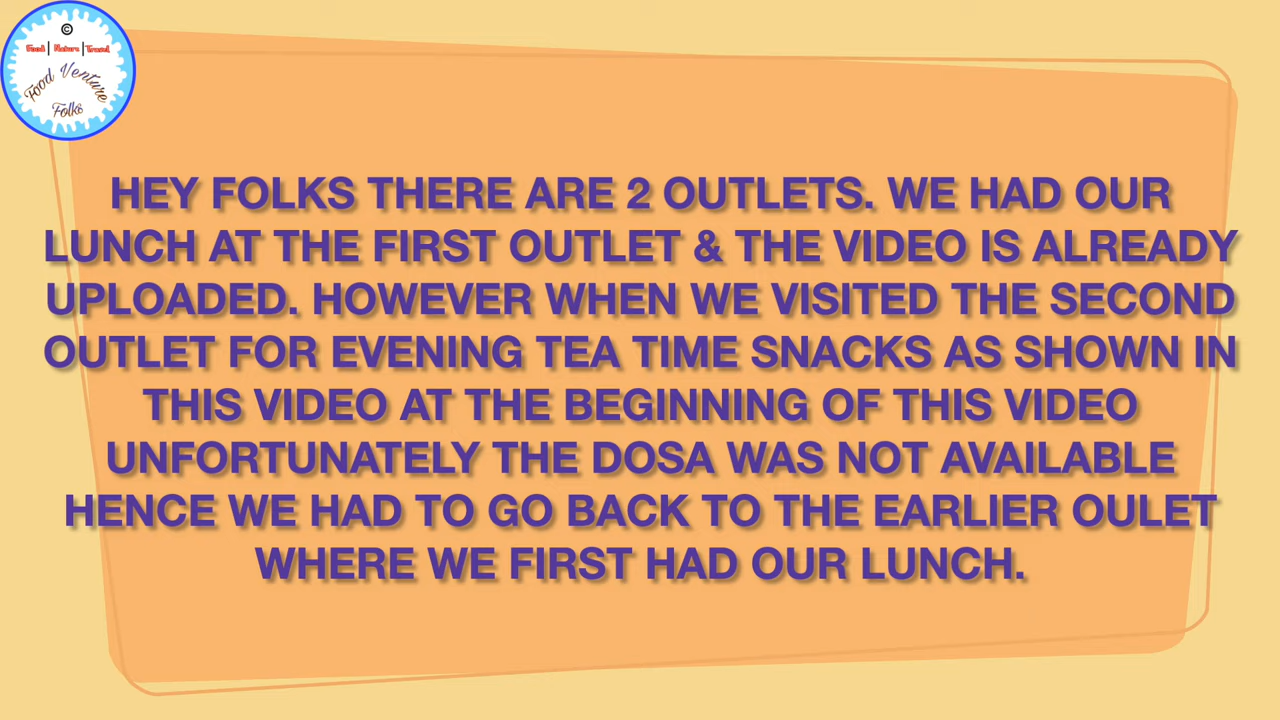 ©
Food | Nature | Travel
Food Venture
Folks
HEY FOLKS THERE ARE 2 OUTLETS. WE HAD OUR
LUNCH AT THE FIRST OUTLET & THE VIDEO IS ALREADY
UPLOADED. HOWEVER WHEN WE VISITED THE SECOND
OUTLET FOR EVENING TEA TIME SNACKS AS SHOWN IN
THIS VIDEO AT THE BEGINNING OF THIS VIDEO
UNFORTUNATELY THE DOSA WAS NOT AVAILABLE
HENCE WE HAD TO GO BACK TO THE EARLIER OULET
WHERE WE FIRST HAD OUR LUNCH.